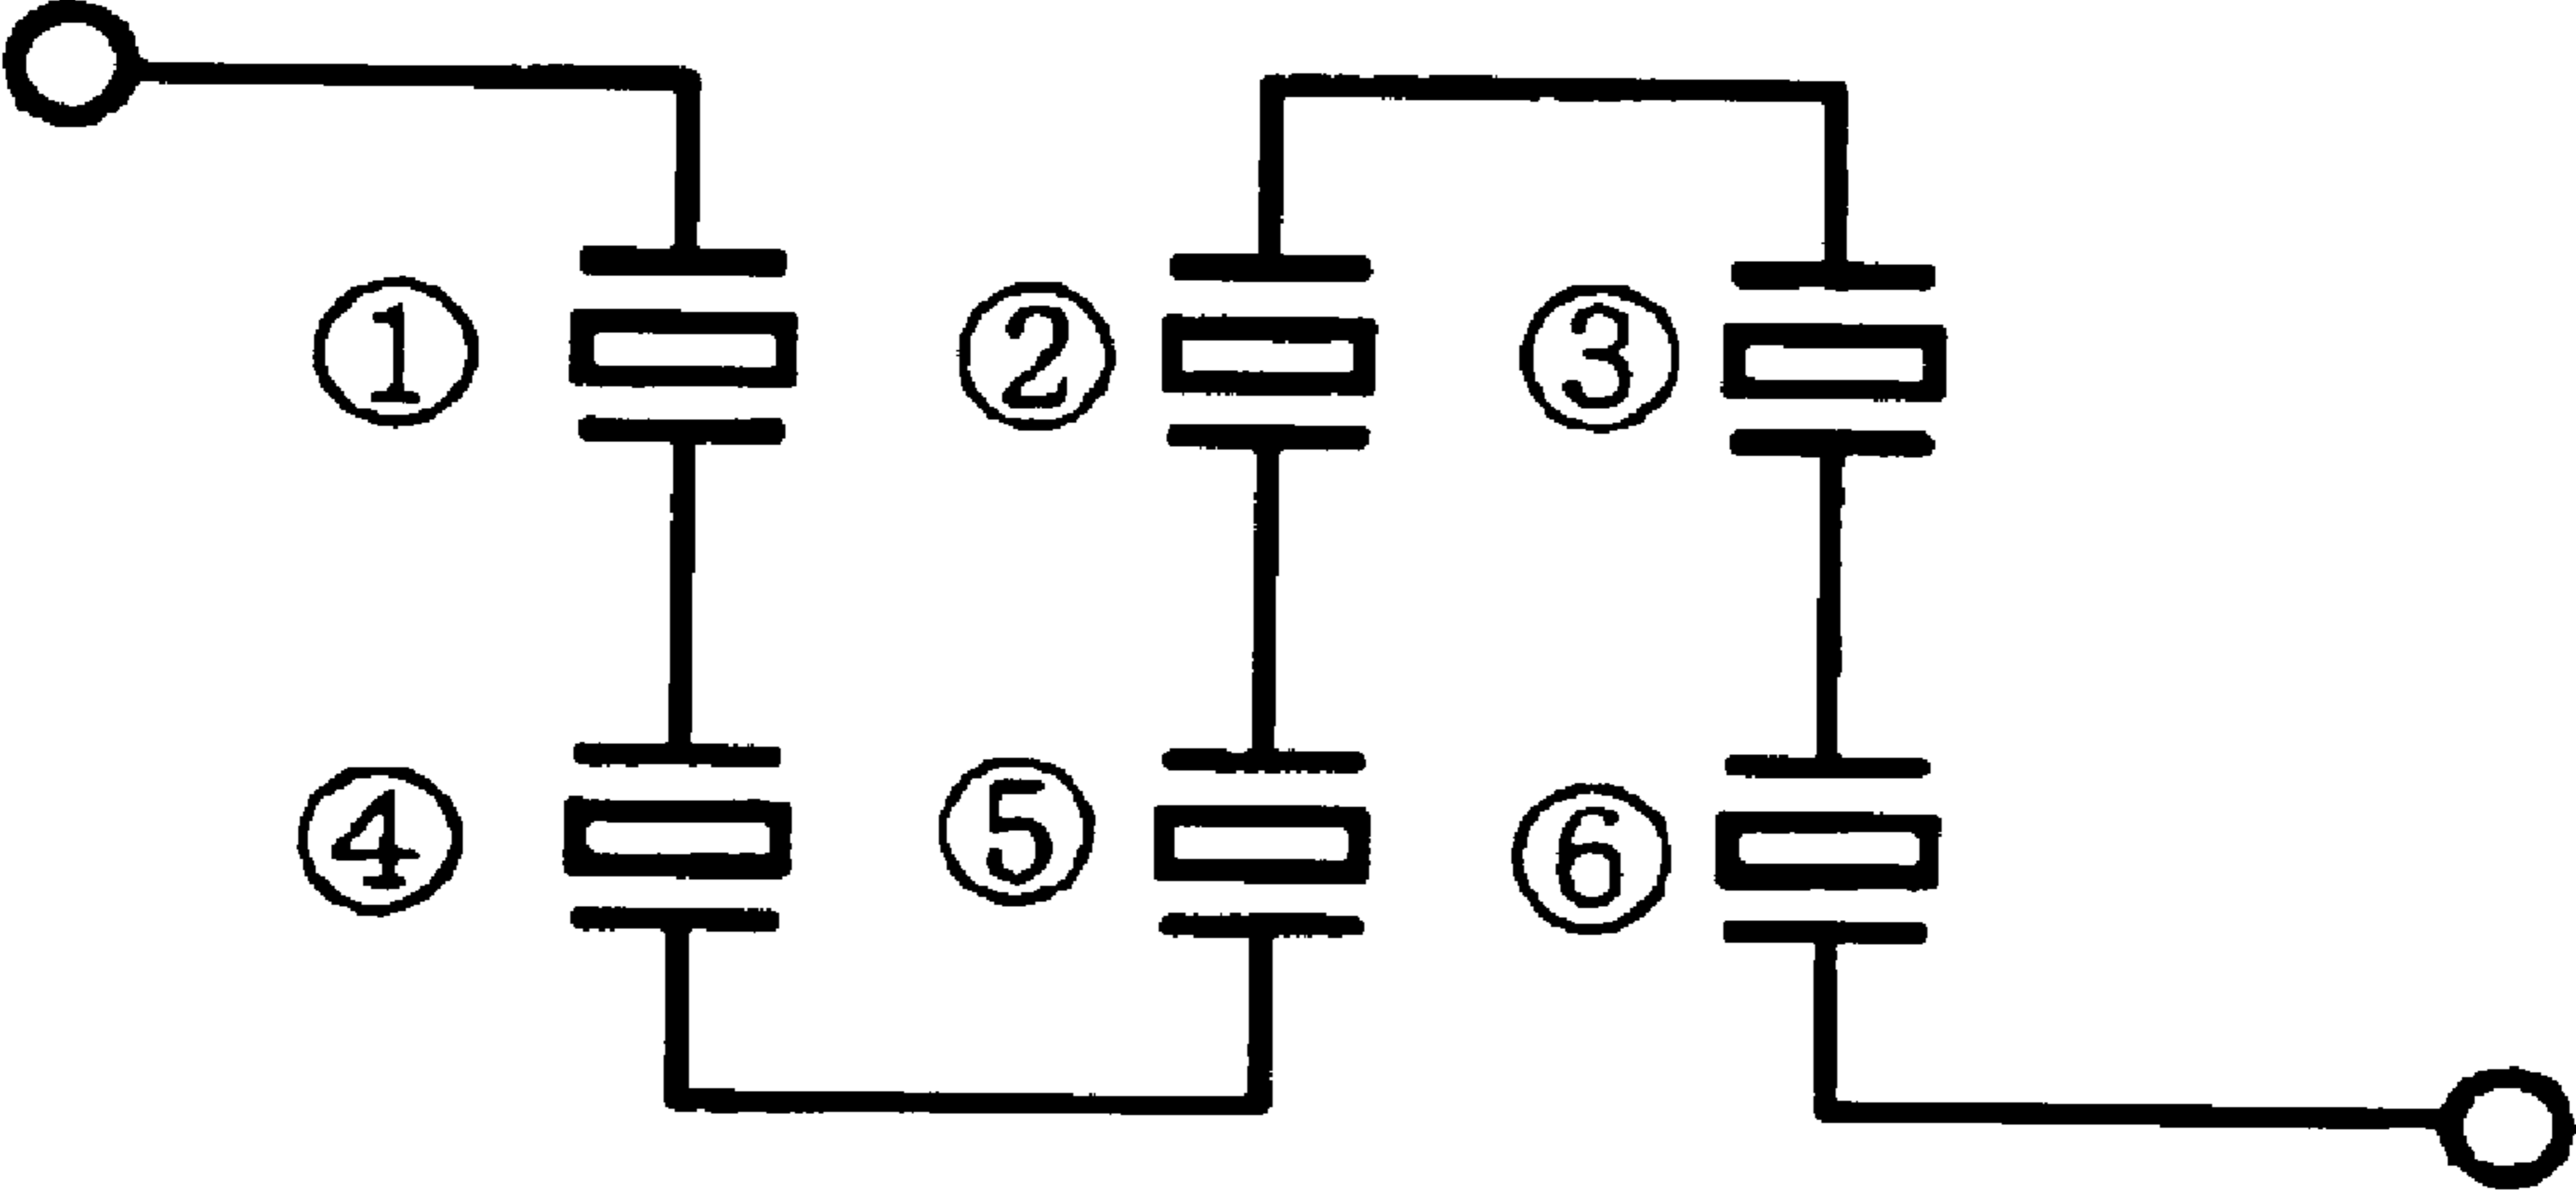 ① ② ③
④ ⑤ ⑥